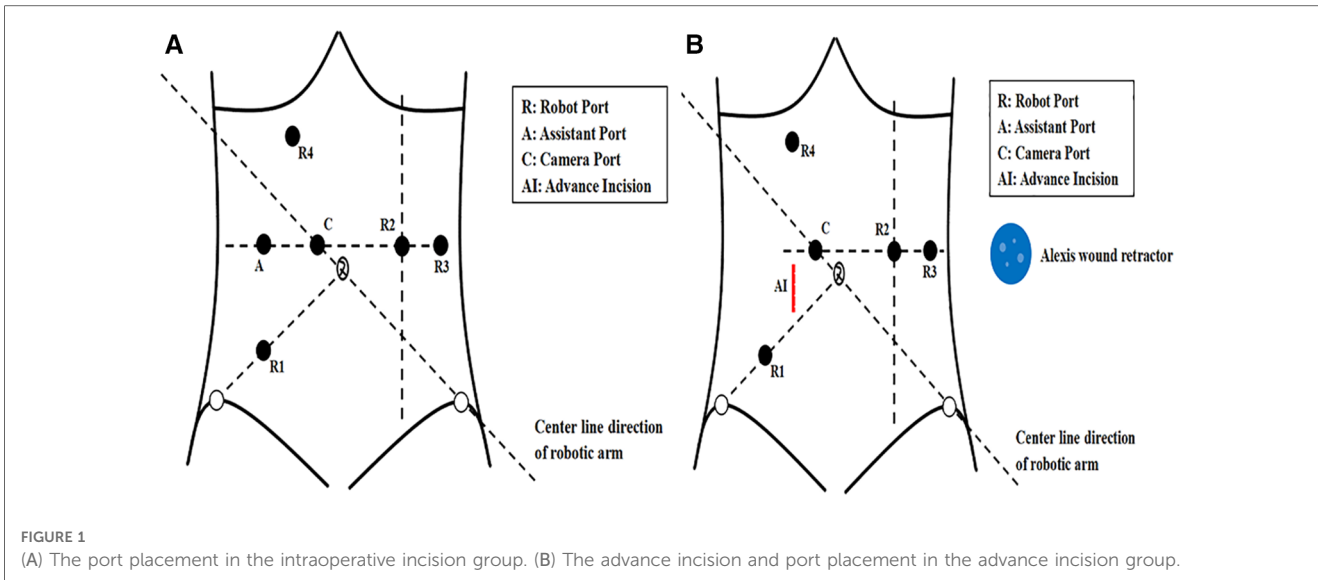 A
R: Robot Port
A: Assistant Port
C: Camera Port
AI: Advance Incision
R4
C
R2
A
R3
R1
Center line direction
of robotic arm
B
R: Robot Port
A: Assistant Port
C: Camera Port
AI: Advance Incision
R4
C
R2
R3
Alexis wound retractor
AI
R1
Center line direction
of robotic arm
FIGURE 1
(A) The port placement in the intraoperative incision group. (B) The advance incision and port placement in the advance incision group.